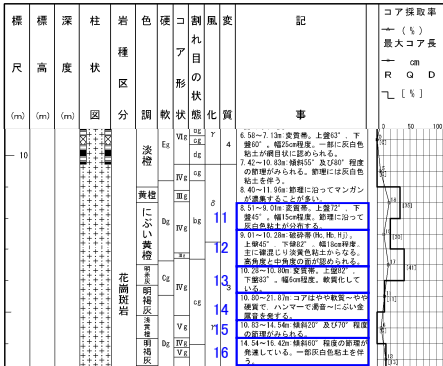 標尺 (m)
標高 (m)
深度 (m)
柱状図
岩種区分
色調
硬軟
コア形状
割れ目の状態
風化
変質
記事
コア採取率
(%)
最大コア長
cm
R Q D
[%]
0 50 100
10
花崗斑岩
淡橙
黄橙
にぶい黄橙
明褐灰
浅黄橙
明褐灰
Eg
Dg
Cg
Dg
Ⅵg
Ⅳg
Ⅲg
Ⅳg
Ⅳg
Ⅴg
Ⅳg
Ⅴg
cg
dg
cg
bg
cg
γ
δ
γ
4
3
11
12
13
14
15
16
6.58~7.13m:変質帯。上盤63°、下
盤60°。幅25cm程度。一部に灰白色
粘土が網目状に認められる。
7.42~10.83m:傾斜55°及び80°程度
の節理がみられる。節理には灰白色
粘土を伴う。
8.40~11.96m:節理に沿ってマンガン
が濃集することが多い。
8.51~9.01m:変質帯。上盤72°、下
盤45°。幅15cm程度。節理に沿って
灰白色粘土が分布する。
9.01~10.28m:破砕帯(Hc,Hb,Hj)。
上盤45°、下盤82°。幅18cm程度。
主に礫混じり淡黄色粘土からなる。
高角度と中角度の面が認められる。
10.28~10.80m:変質帯。上盤82°、
下盤83°。幅6cm程度。軟質化して
いる。
10.80~21.87m:コアはやや軟質~やや
硬質で、ハンマーで濁音~にぶい金
属音を発する。
10.83~14.54m:傾斜20°及び70°程度
の節理がみられる。
14.54~16.42m:傾斜60°程度の節理が
発達している。一部灰白色粘土を伴
う。